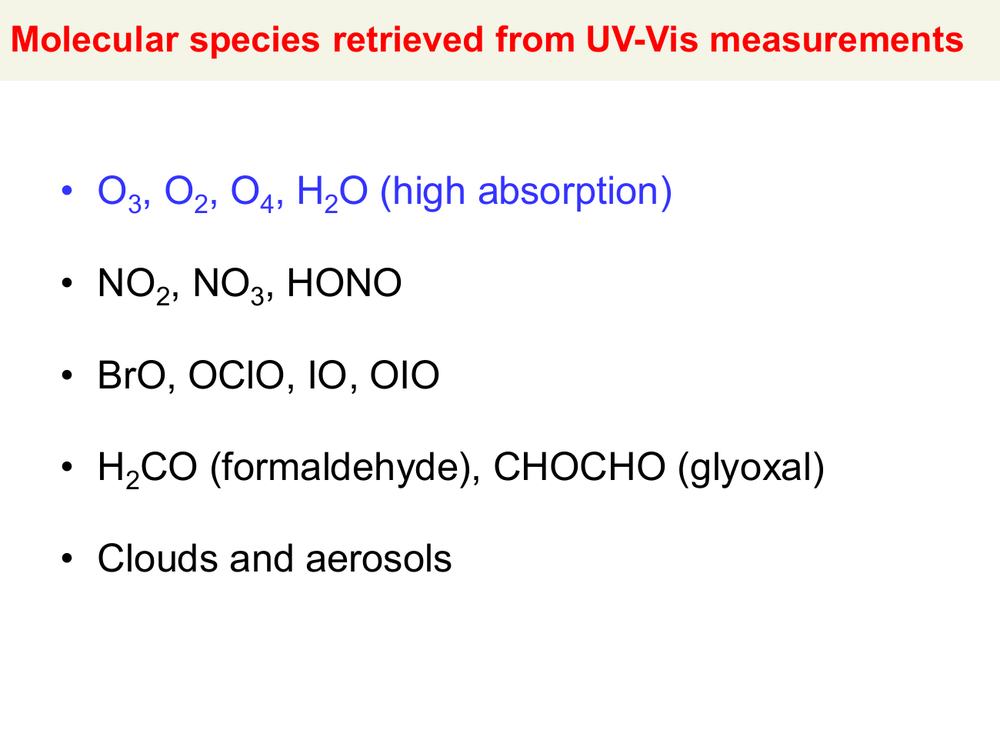 Molecular species retrieved from UV-Vis measurements
• O₃, O₂, O₄, H₂O (high absorption)
• NO₂, NO₃, HONO
• BrO, OClO, IO, OIO
• H₂CO (formaldehyde), CHOCHO (glyoxal)
• Clouds and aerosols